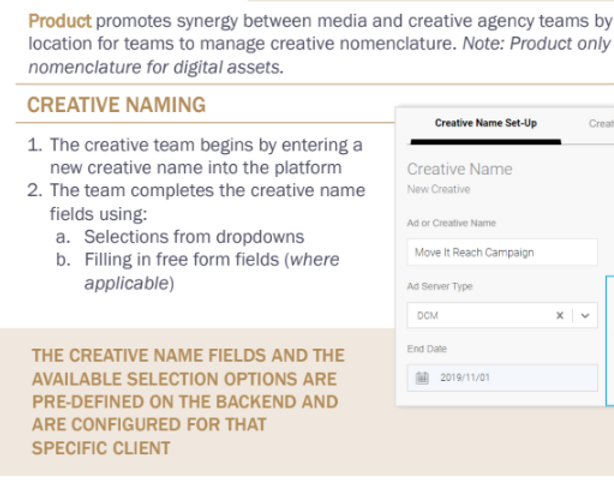 Product promotes synergy between media and creative agency teams by
location for teams to manage creative nomenclature. Note: Product only
nomenclature for digital assets.
CREATIVE NAMING
1. The creative team begins by entering a
new creative name into the platform
2. The team completes the creative name
fields using:
a. Selections from dropdowns
b. Filling in free form fields (where
applicable)
THE CREATIVE NAME FIELDS AND THE
AVAILABLE SELECTION OPTIONS ARE
PRE-DEFINED ON THE BACKEND AND
ARE CONFIGURED FOR THAT
SPECIFIC CLIENT
Creative Name Set-Up
Creative Name
New Creative
Ad or Creative Name
Move It Reach Campaign
Ad Server Type
DCM
End Date
2019/11/01